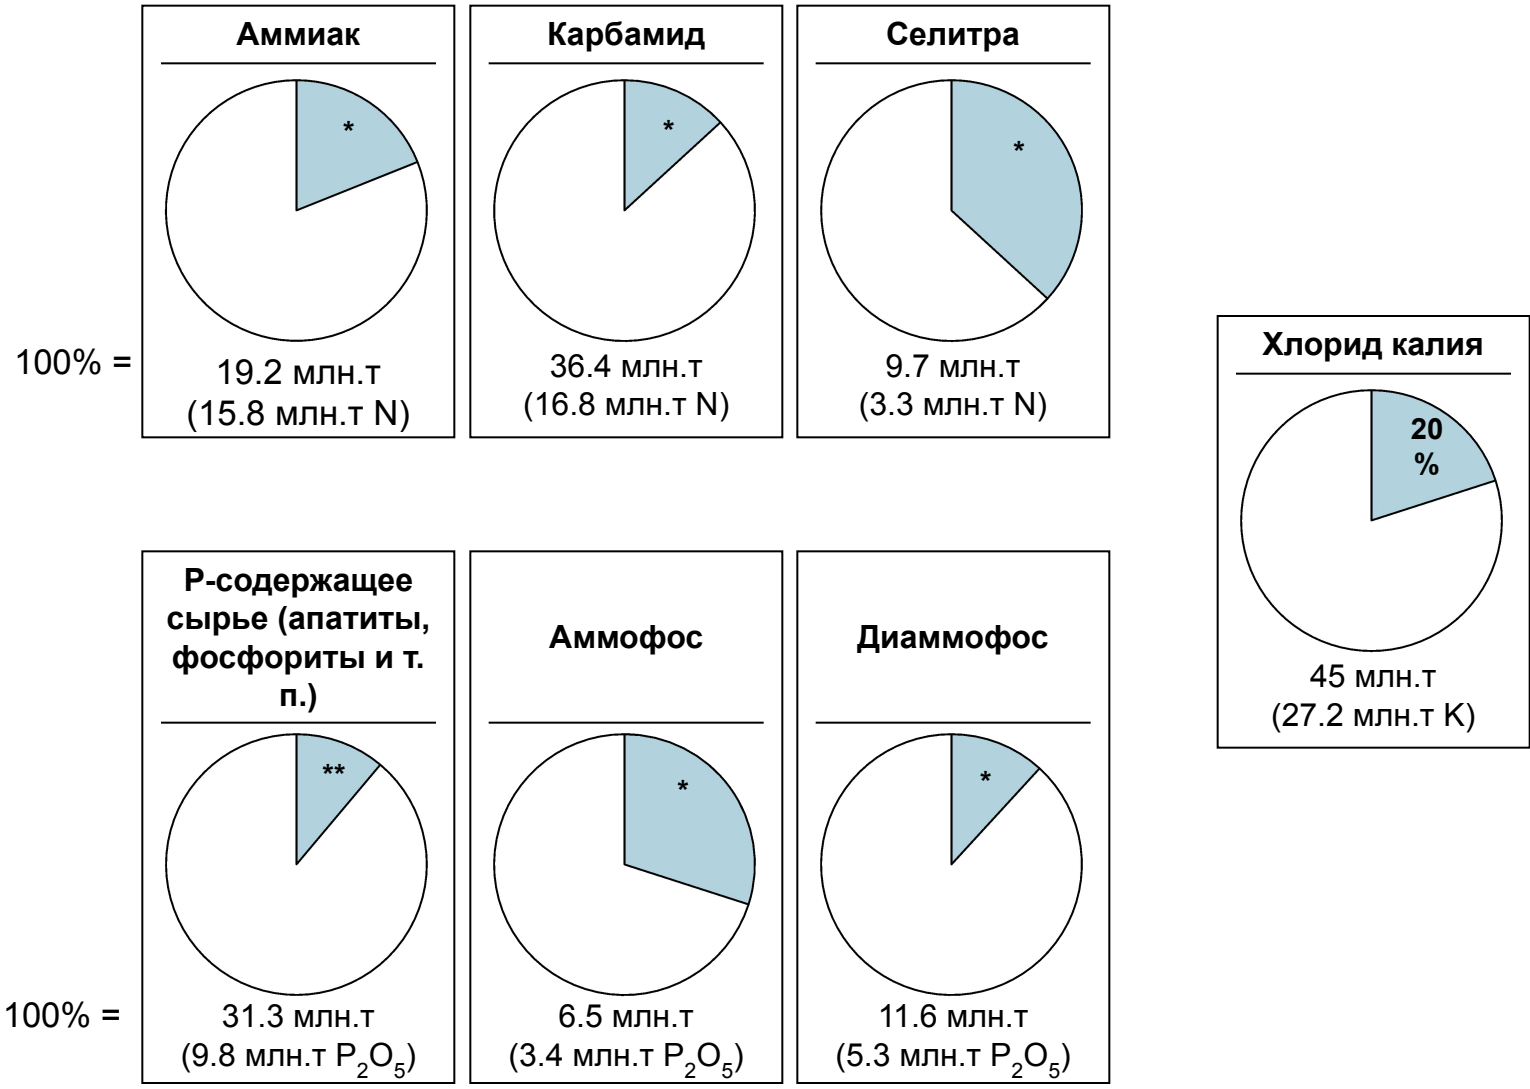 Аммиак
*
19.2 млн.т
(15.8 млн.т N)
Карбамид
*
36.4 млн.т
(16.8 млн.т N)
Селитра
*
9.7 млн.т
(3.3 млн.т N)
100% =
Хлорид калия
20
%
45 млн.т
(27.2 млн.т K)
Р-содержащее
сырье (апатиты,
фосфориты и т.
п.)
**
31.3 млн.т
(9.8 млн.т P₂O₅)
Аммофос
*
6.5 млн.т
(3.4 млн.т P₂O₅)
Диаммофос
*
11.6 млн.т
(5.3 млн.т P₂O₅)
100% =